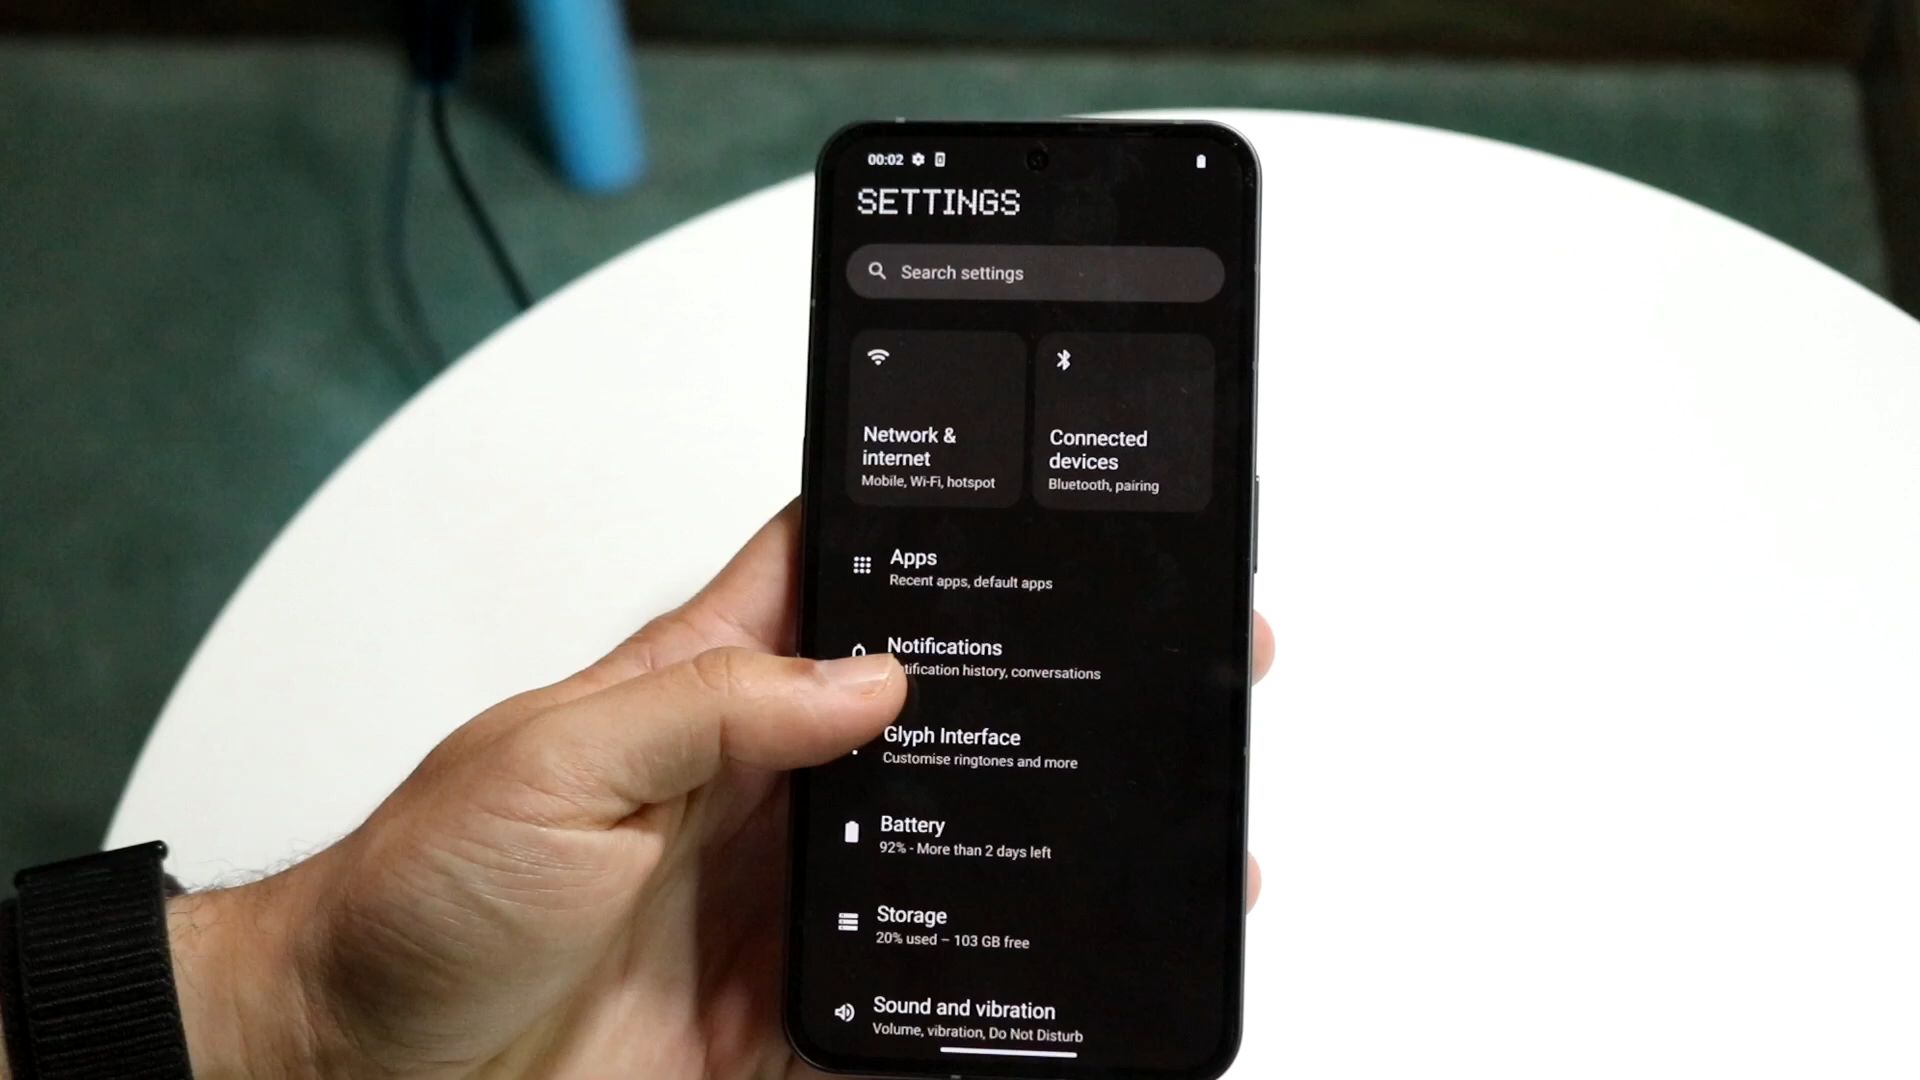 00:02
SETTINGS
Search settings
Network &
internet
Mobile, Wi-Fi, hotspot
Connected
devices
Bluetooth, pairing
Apps
Recent apps, default apps
Notifications
history, conversations
Glyph Interface
Customise ringtones and more
Battery
92% - More than 2 days left
Storage
20% used – 103 GB free
Sound and vibration
Volume, vibration, Do Not Disturb